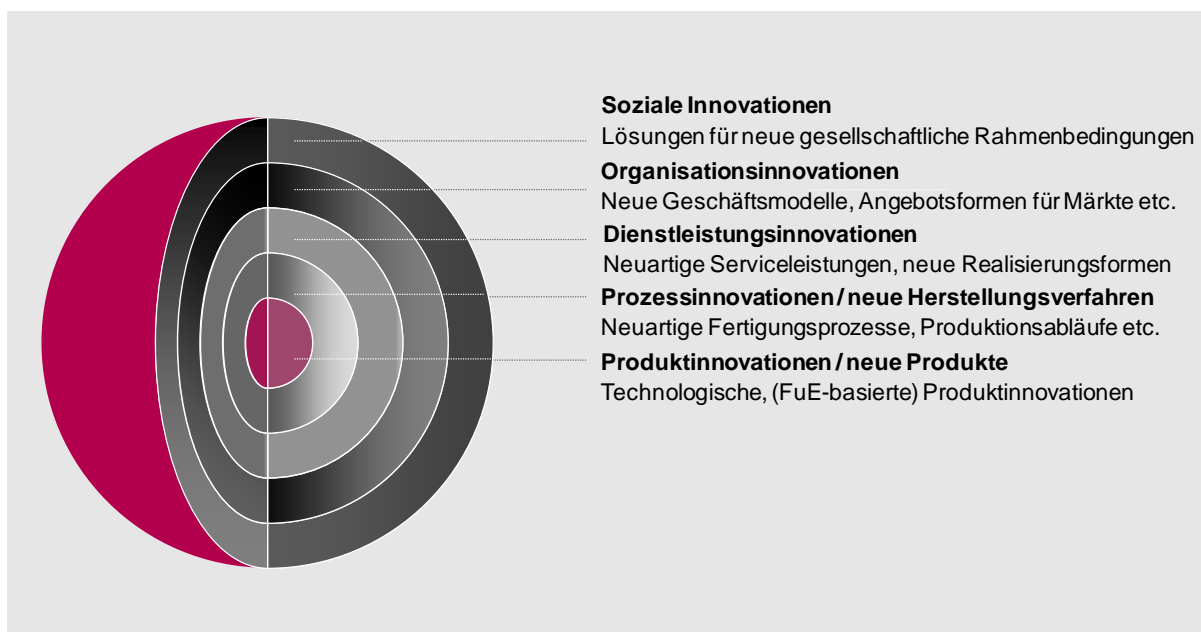 Soziale Innovationen
Lösungen für neue gesellschaftliche Rahmenbedingungen
Organisationsinnovationen
Neue Geschäftsmodelle, Angebotsformen für Märkte etc.
Dienstleistungsinnovationen
Neuartige Serviceleistungen, neue Realisierungsformen
Prozessinnovationen / neue Herstellungsverfahren
Neuartige Fertigungsprozesse, Produktionsabläufe etc.
Produktinnovationen / neue Produkte
Technologische, (FuE-basierte) Produktinnovationen